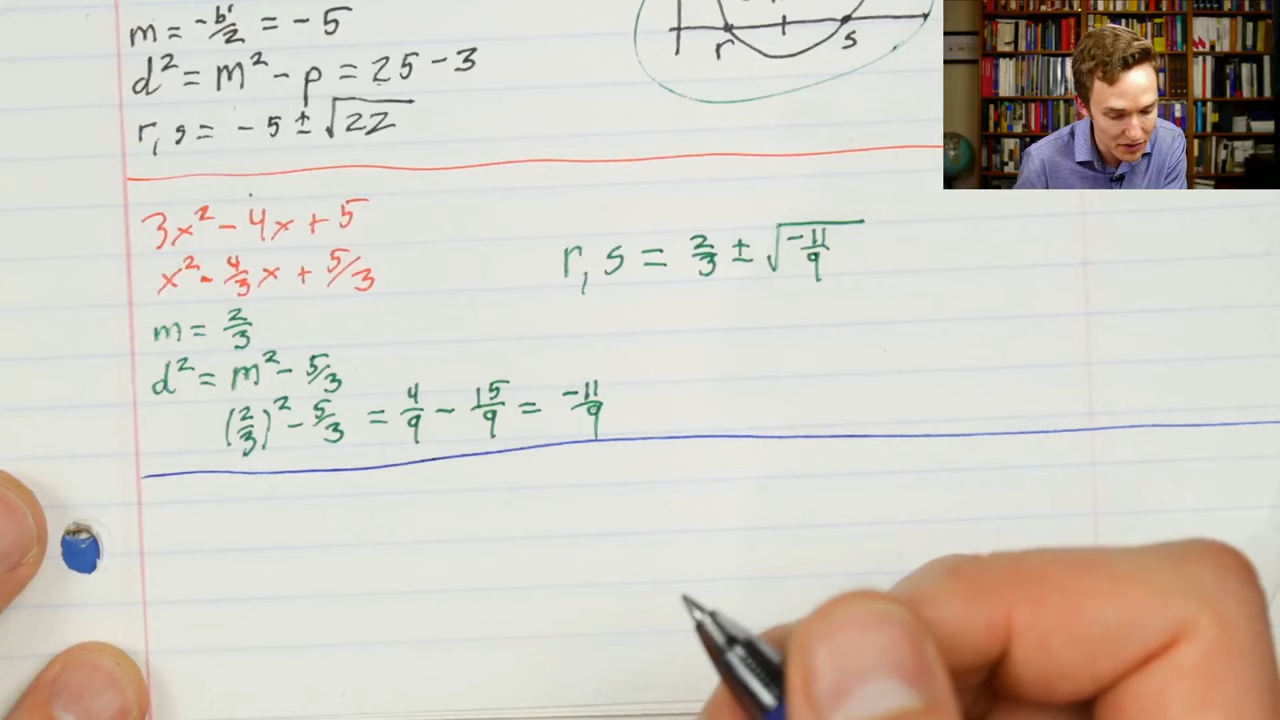 m = -b'/2 = -5
d² = m² - p = 25 - 3
r, s = -5 ± √22
r s
3x² - 4x + 5
x² - 4/3 x + 5/3
r, s = 2/3 ± √-11/9
m = 2/3
d² = m² - 5/3
(2/3)² - 5/3 = 4/9 - 15/9 = -11/9